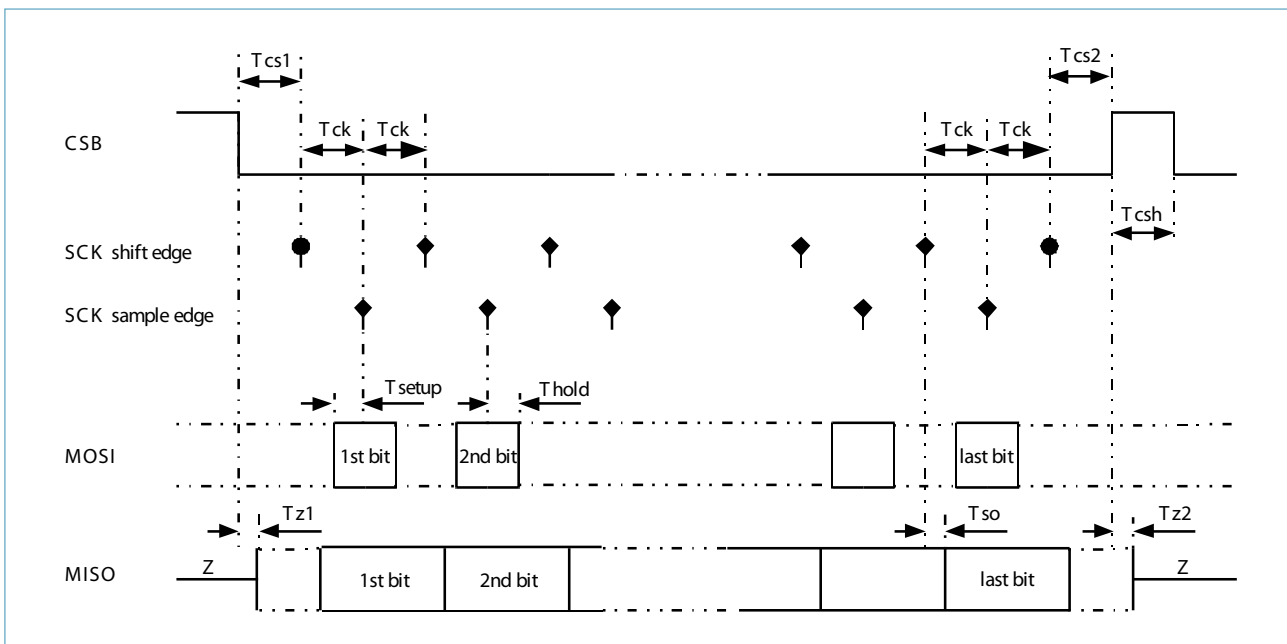 Tcs1
Tcs2
Tck Tck Tck Tck
CSB
Tcsh
SCK shift edge
SCK sample edge
Tsetup Thold
MOSI 1st bit 2nd bit last bit
Tz1 Tso Tz2
MISO Z 1st bit 2nd bit last bit Z